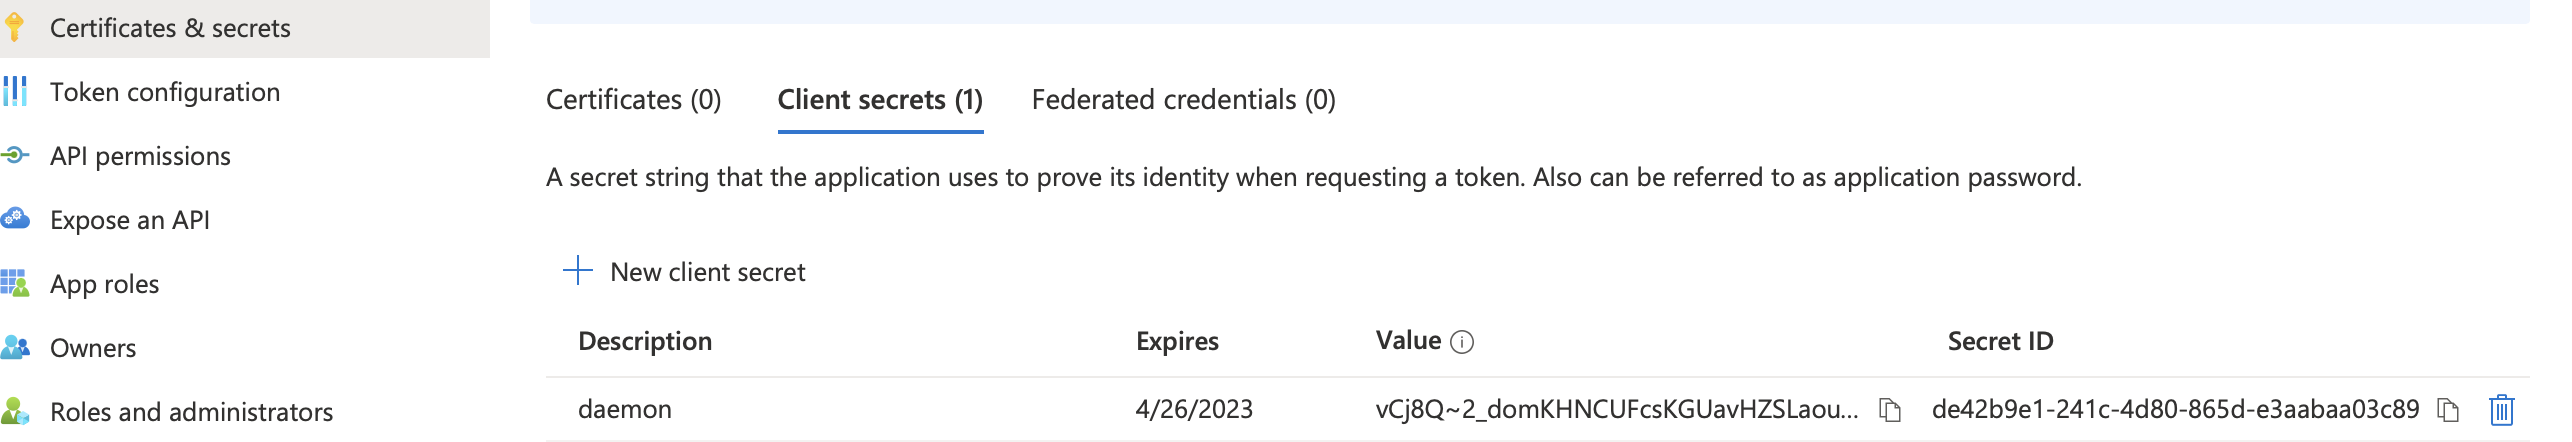 Certificates & secrets
Token configuration
API permissions
Expose an API
App roles
Owners
Roles and administrators
Certificates (0) Client secrets (1) Federated credentials (0)
A secret string that the application uses to prove its identity when requesting a token. Also can be referred to as application password.
New client secret
Description Expires Value Secret ID
daemon 4/26/2023 vCj8Q~2_domKHNCUFcsKGUavHZSLaou... de42b9e1-241c-4d80-865d-e3aabaa03c89